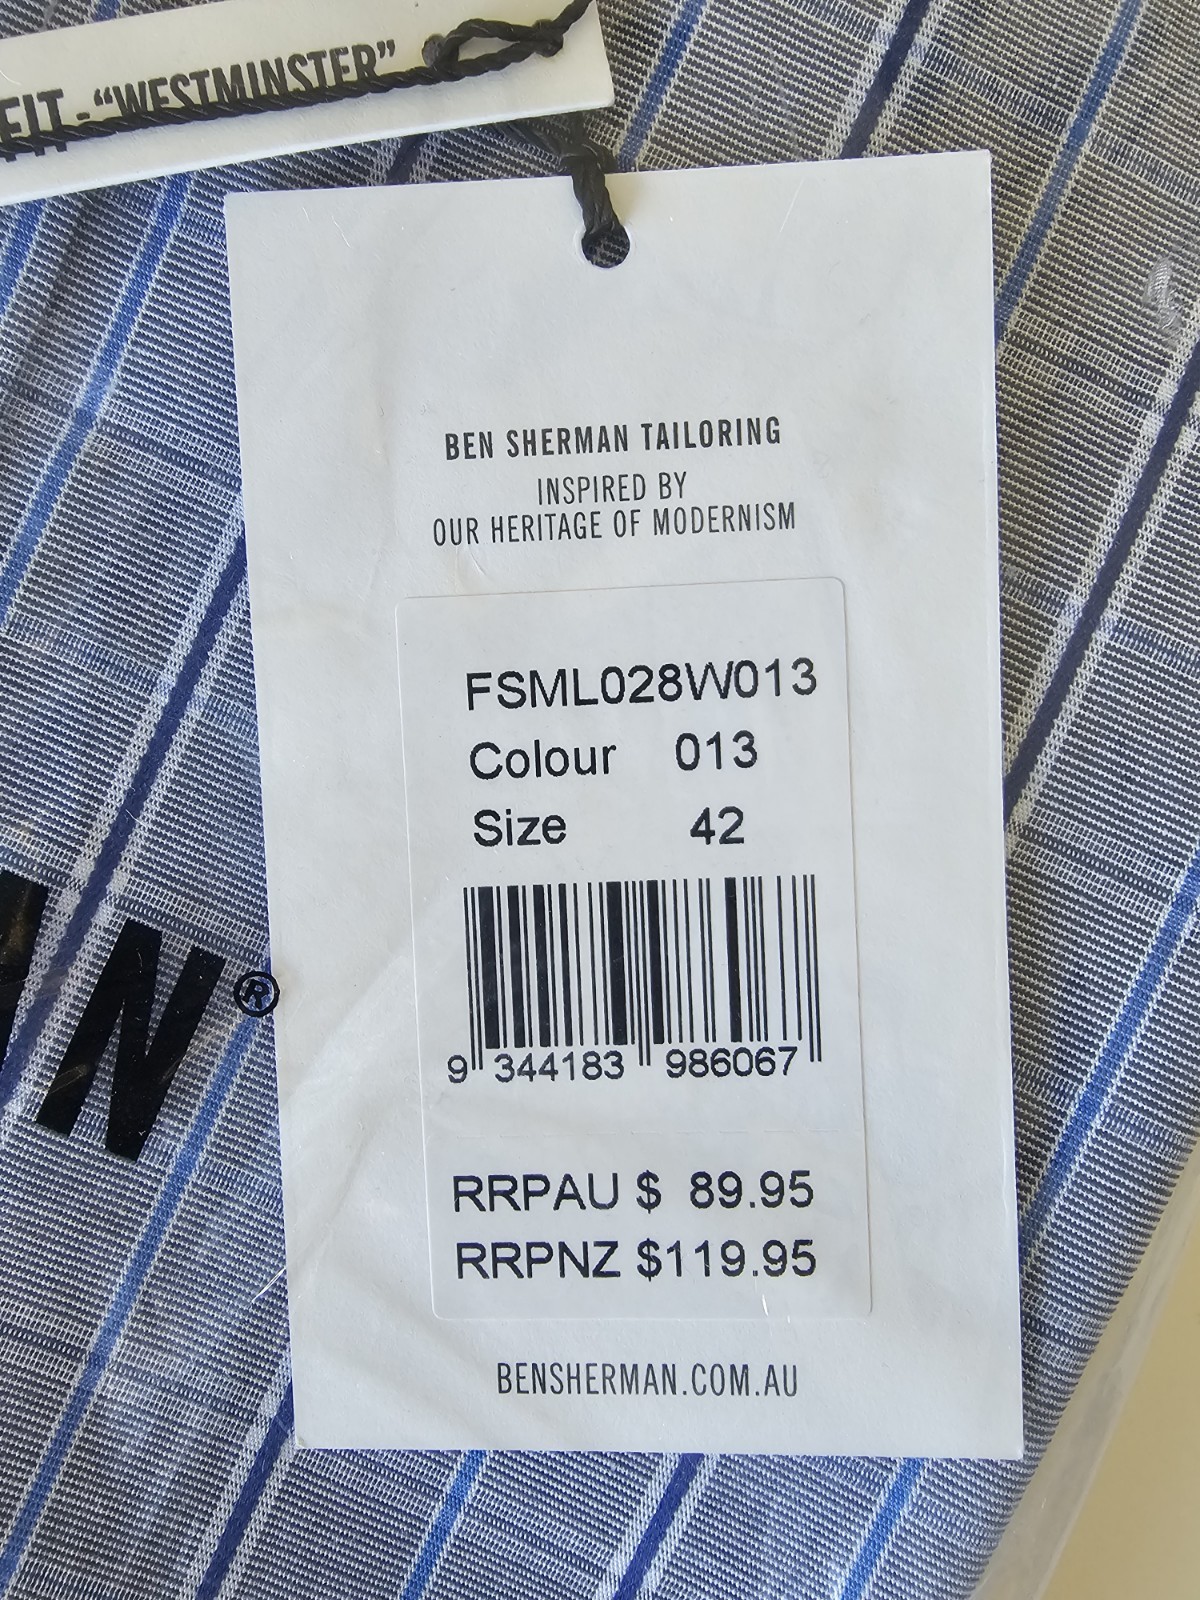 FIT - “WESTMINSTER”
BEN SHERMAN TAILORING
INSPIRED BY
OUR HERITAGE OF MODERNISM
FSML028W013
Colour 013
Size 42
N®
9 344183 986067
RRPAU $ 89.95
RRPNZ $119.95
BENSHERMAN.COM.AU